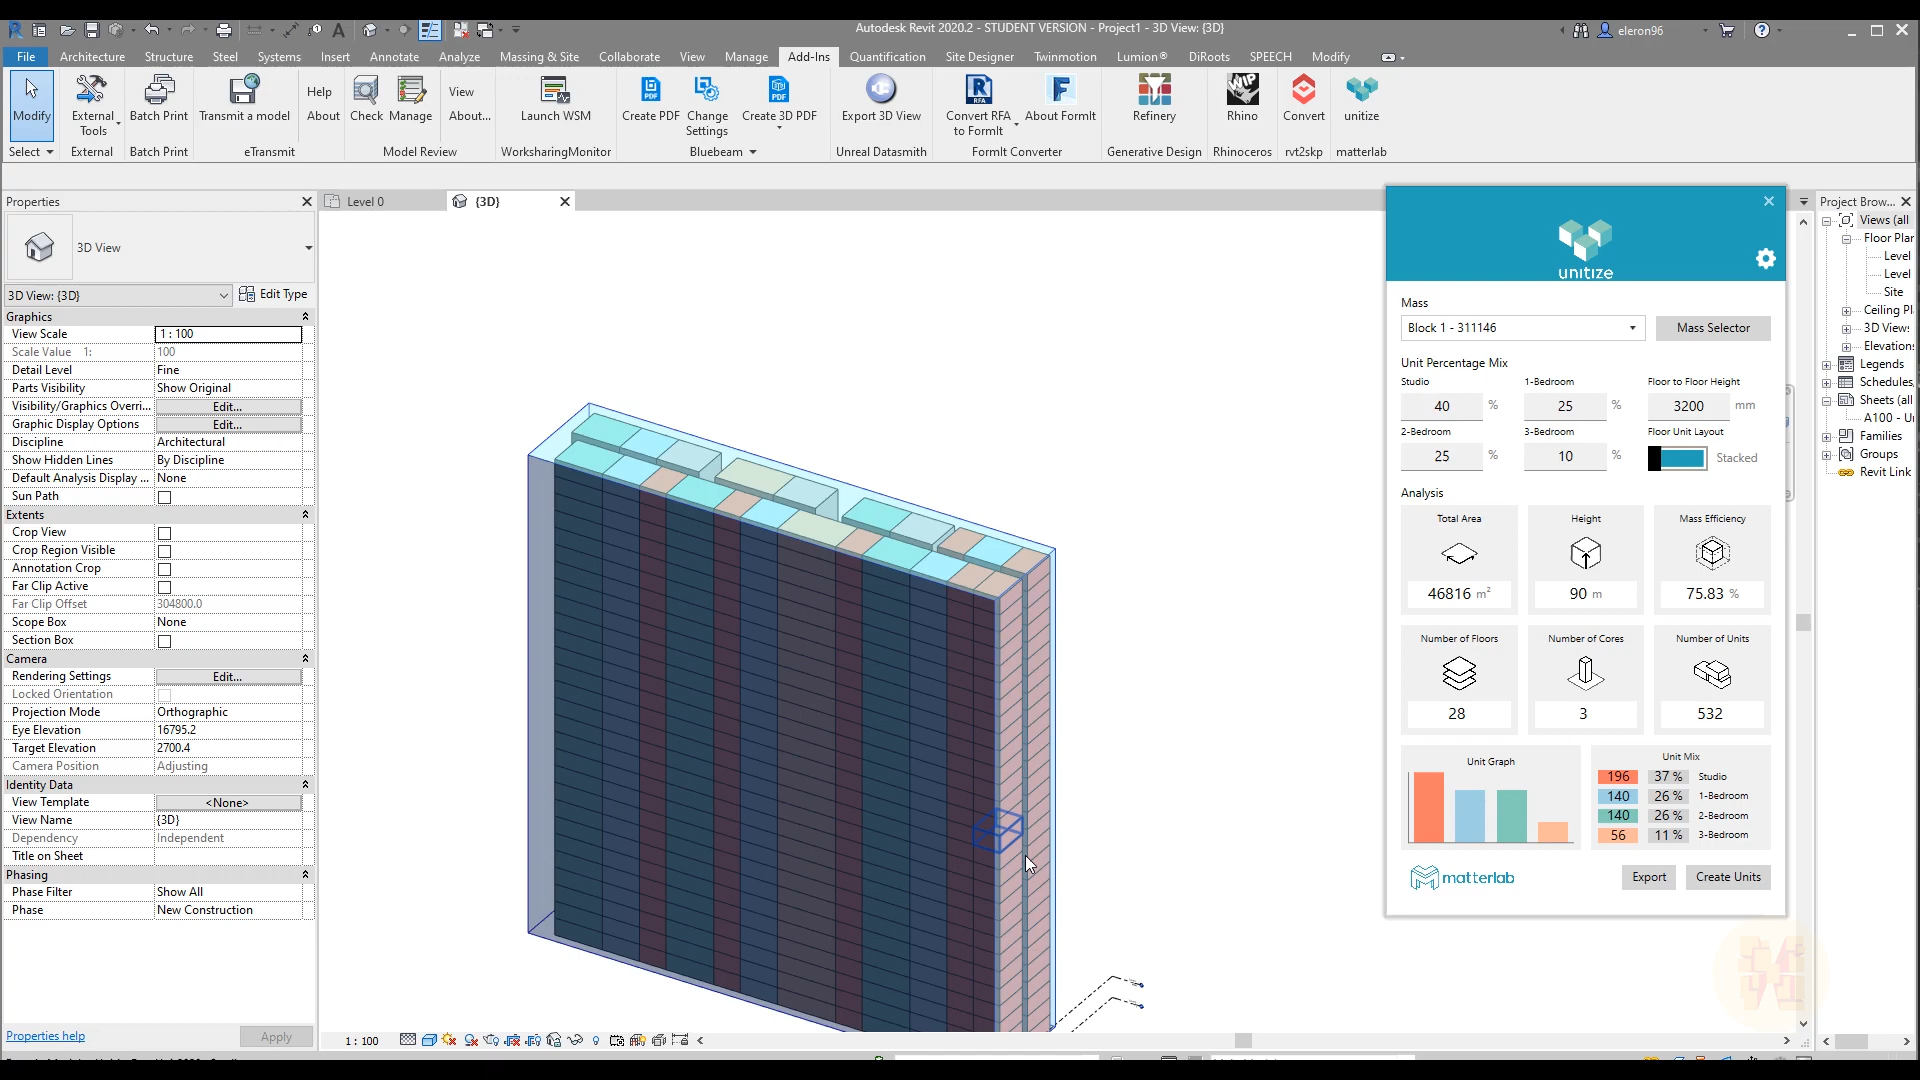 Autodesk Revit 2020.2 - STUDENT VERSION - Project1 - 3D View: {3D}
eleron96
File Architecture Structure Steel Systems Insert Annotate Analyze Massing & Site Collaborate View Manage Add-Ins Quantification Site Designer Twinmotion Lumion® DiRoots SPEECH Modify
Modify
External Tools
Batch Print
Transmit a model
Help
About
Check
Manage
View
About...
Launch WSM
Create PDF
Change Settings
Create 3D PDF
Export 3D View
Convert RFA to FormIt
About FormIt
Refinery
Rhino
Convert
unitize
Select External Batch Print eTransmit Model Review WorksharingMonitor Bluebeam Unreal Datasmith FormIt Converter Generative Design Rhinoceros rvt2skp matterlab
Properties
3D View
3D View: {3D}
Edit Type
Graphics
View Scale 1 : 100
Scale Value 1: 100
Detail Level Fine
Parts Visibility Show Original
Visibility/Graphics Overri... Edit...
Graphic Display Options Edit...
Discipline Architectural
Show Hidden Lines By Discipline
Default Analysis Display ... None
Sun Path
Extents
Crop View
Crop Region Visible
Annotation Crop
Far Clip Active
Far Clip Offset 304800.0
Scope Box None
Section Box
Camera
Rendering Settings Edit...
Locked Orientation
Projection Mode Orthographic
Eye Elevation 16795.2
Target Elevation 2700.4
Camera Position Adjusting
Identity Data
View Template <None>
View Name {3D}
Dependency Independent
Title on Sheet
Phasing
Phase Filter Show All
Phase New Construction
Properties help
Apply
Level 0
{3D}
1 : 100
unitize
Mass
Block 1 - 311146
Mass Selector
Unit Percentage Mix
Studio 1-Bedroom Floor to Floor Height
40 % 25 % 3200 mm
2-Bedroom 3-Bedroom Floor Unit Layout
25 % 10 % Stacked
Analysis
Total Area Height Mass Efficiency
46816 m² 90 m 75.83 %
Number of Floors Number of Cores Number of Units
28 3 532
Unit Graph
Unit Mix
196 37 % Studio
140 26 % 1-Bedroom
140 26 % 2-Bedroom
56 11 % 3-Bedroom
matterlab
Export
Create Units
Project Brow...
Views (all
Floor Plan
Level
Level
Site
Ceiling Pl
3D Views
Elevations
Legends
Schedules
Sheets (all
A100 - U
Families
Groups
Revit Link